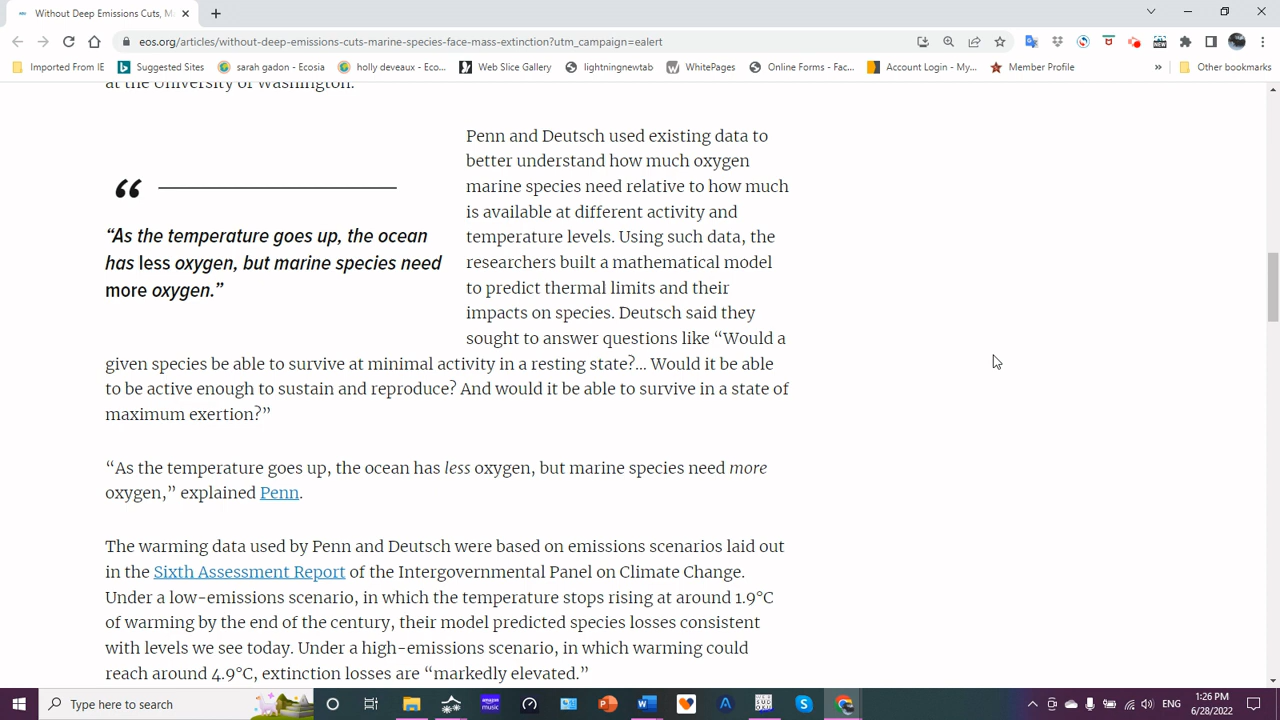 Without Deep Emissions Cuts, M
eos.org/articles/without-deep-emissions-cuts-marine-species-face-mass-extinction?utm_campaign=ealert
Imported From IE
Suggested Sites
sarah gadon - Ecosia
holly deveaux - Eco...
Web Slice Gallery
lightningnewtab
WhitePages
Online Forms - Fac...
Account Login - My...
Member Profile
»
Other bookmarks
at the University of Washington.
Penn and Deutsch used existing data to
better understand how much oxygen
marine species need relative to how much
is available at different activity and
temperature levels. Using such data, the
researchers built a mathematical model
to predict thermal limits and their
impacts on species. Deutsch said they
sought to answer questions like “Would a
“
“As the temperature goes up, the ocean
has less oxygen, but marine species need
more oxygen.”
given species be able to survive at minimal activity in a resting state?... Would it be able
to be active enough to sustain and reproduce? And would it be able to survive in a state of
maximum exertion?”
“As the temperature goes up, the ocean has less oxygen, but marine species need more
oxygen,” explained Penn.
The warming data used by Penn and Deutsch were based on emissions scenarios laid out
in the Sixth Assessment Report of the Intergovernmental Panel on Climate Change.
Under a low-emissions scenario, in which the temperature stops rising at around 1.9°C
of warming by the end of the century, their model predicted species losses consistent
with levels we see today. Under a high-emissions scenario, in which warming could
reach around 4.9°C, extinction losses are “markedly elevated.”
Type here to search
ENG
1:26 PM
6/28/2022